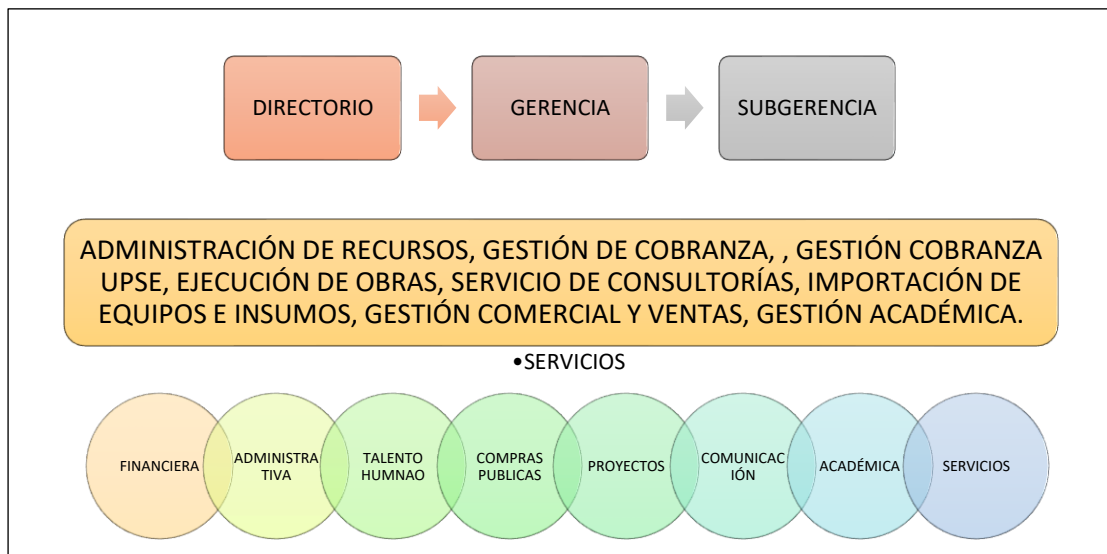 DIRECTORIO
GERENCIA
SUBGERENCIA
ADMINISTRACIÓN DE RECURSOS, GESTIÓN DE COBRANZA, , GESTIÓN COBRANZA
UPSE, EJECUCIÓN DE OBRAS, SERVICIO DE CONSULTORÍAS, IMPORTACIÓN DE
EQUIPOS E INSUMOS, GESTIÓN COMERCIAL Y VENTAS, GESTIÓN ACADÉMICA.
•SERVICIOS
FINANCIERA
ADMINISTRA
TIVA
TALENTO
HUMNAO
COMPRAS
PUBLICAS
PROYECTOS
COMUNICAC
IÓN
ACADÉMICA
SERVICIOS